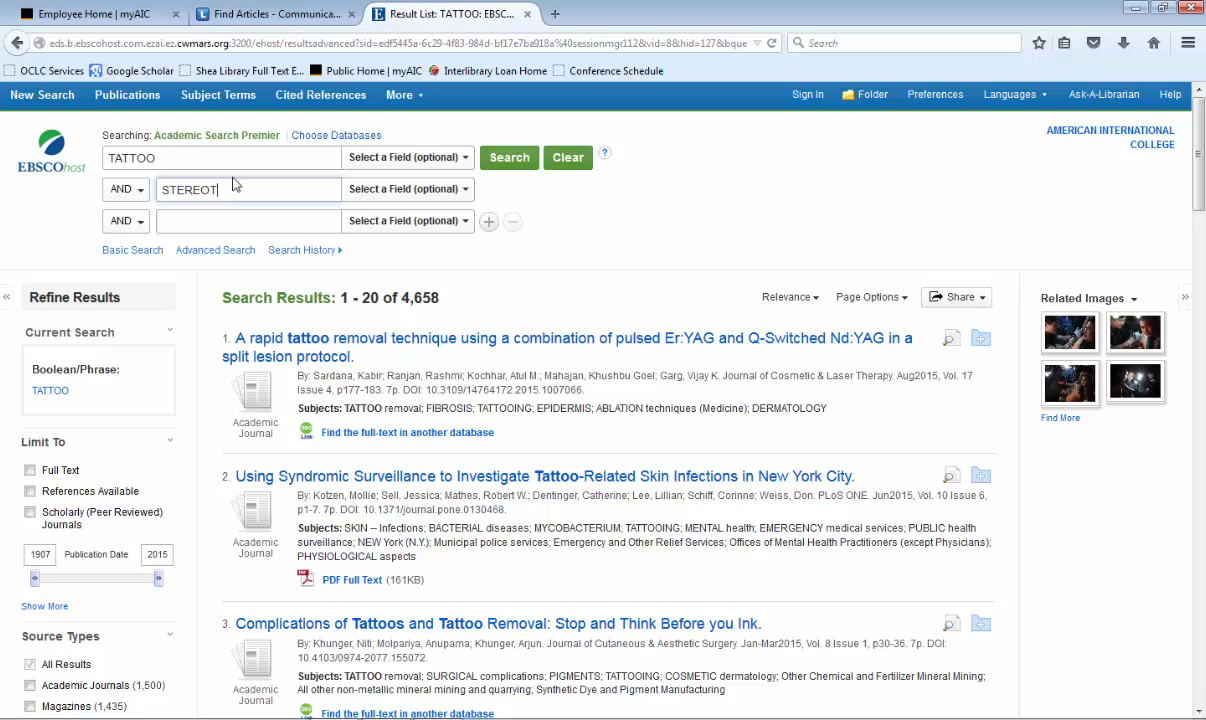 Employee Home | myAIC
Find Articles - Communica...
Result List: TATTOO: EBSC...
eds.b.ebscohost.com.ezai.ez.cwmars.org:3200/ehost/resultsadvanced?sid=edf5445a-6c29-4f83-984d-bf17e7ba918a%40sessionmgr112&vid=8&hid=127&bque
Search
OCLC Services Google Scholar Shea Library Full Text E... Public Home | myAIC Interlibrary Loan Home Conference Schedule
New Search Publications Subject Terms Cited References More
Sign In Folder Preferences Languages Ask-A-Librarian Help
EBSCOhost
Searching: Academic Search Premier | Choose Databases
AMERICAN INTERNATIONAL
COLLEGE
TATTOO Select a Field (optional) Search Clear ?
AND STEREOT Select a Field (optional)
AND Select a Field (optional)
Basic Search Advanced Search Search History
Refine Results
Current Search
Boolean/Phrase:
TATTOO
Limit To
Full Text
References Available
Scholarly (Peer Reviewed)
Journals
1907 Publication Date 2015
Show More
Source Types
All Results
Academic Journals (1,500)
Magazines (1,435)
Search Results: 1 - 20 of 4,658
Relevance Page Options Share
1. A rapid tattoo removal technique using a combination of pulsed Er:YAG and Q-Switched Nd:YAG in a
split lesion protocol.
By: Sardana, Kabir; Ranjan, Rashmi; Kochhar, Atul M.; Mahajan, Khushbu Goel; Garg, Vijay K. Journal of Cosmetic & Laser Therapy. Aug2015, Vol. 17
Issue 4, p177-183. 7p. DOI: 10.3109/14764172.2015.1007066.
Subjects: TATTOO removal; FIBROSIS; TATTOOING; EPIDERMIS; ABLATION techniques (Medicine); DERMATOLOGY
Academic
Journal
Find the full-text in another database
2. Using Syndromic Surveillance to Investigate Tattoo-Related Skin Infections in New York City.
By: Kotzen, Mollie; Sell, Jessica; Mathes, Robert W.; Dentinger, Catherine; Lee, Lillian; Schiff, Corinne; Weiss, Don. PLoS ONE. Jun2015, Vol. 10 Issue 6,
p1-7. 7p. DOI: 10.1371/journal.pone.0130468.
Subjects: SKIN -- Infections; BACTERIAL diseases; MYCOBACTERIUM; TATTOOING; MENTAL health; EMERGENCY medical services; PUBLIC health
surveillance; NEW York (N.Y.); Municipal police services; Emergency and Other Relief Services; Offices of Mental Health Practitioners (except Physicians);
PHYSIOLOGICAL aspects
Academic
Journal
PDF Full Text (161KB)
3. Complications of Tattoos and Tattoo Removal: Stop and Think Before you Ink.
By: Khunger, Niti; Molpariya, Anupama; Khunger, Arjun. Journal of Cutaneous & Aesthetic Surgery. Jan-Mar2015, Vol. 8 Issue 1, p30-36. 7p. DOI:
10.4103/0974-2077.155072.
Subjects: TATTOO removal; SURGICAL complications; PIGMENTS; TATTOOING; COSMETIC dermatology; Other Chemical and Fertilizer Mineral Mining;
All other non-metallic mineral mining and quarrying; Synthetic Dye and Pigment Manufacturing
Academic
Journal
Find the full-text in another database
Related Images
Find More